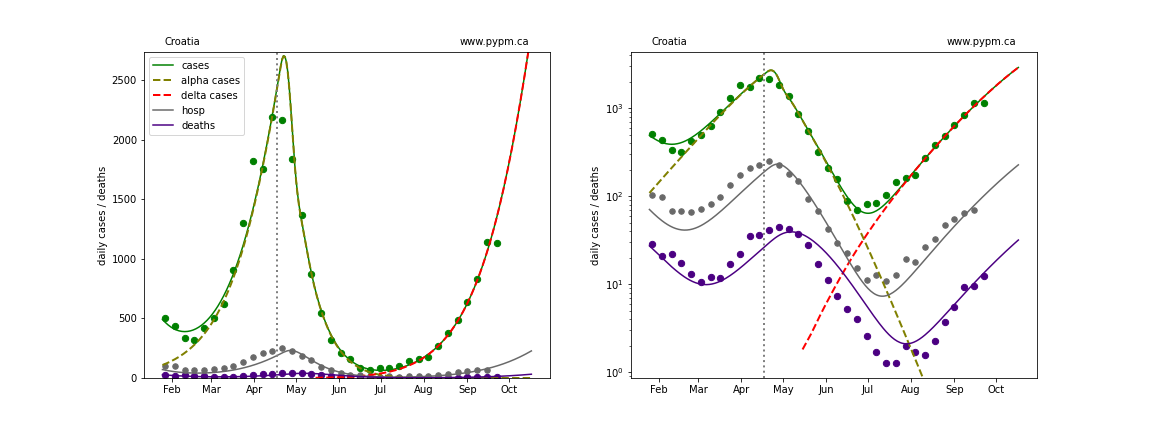 Croatia www.pypm.ca
cases
alpha cases
delta cases
hosp
deaths
daily cases / deaths
2500
2000
1500
1000
500
0
Feb Mar Apr May Jun Jul Aug Sep Oct
Croatia www.pypm.ca
daily cases / deaths
10³
10²
10¹
10⁰
Feb Mar Apr May Jun Jul Aug Sep Oct